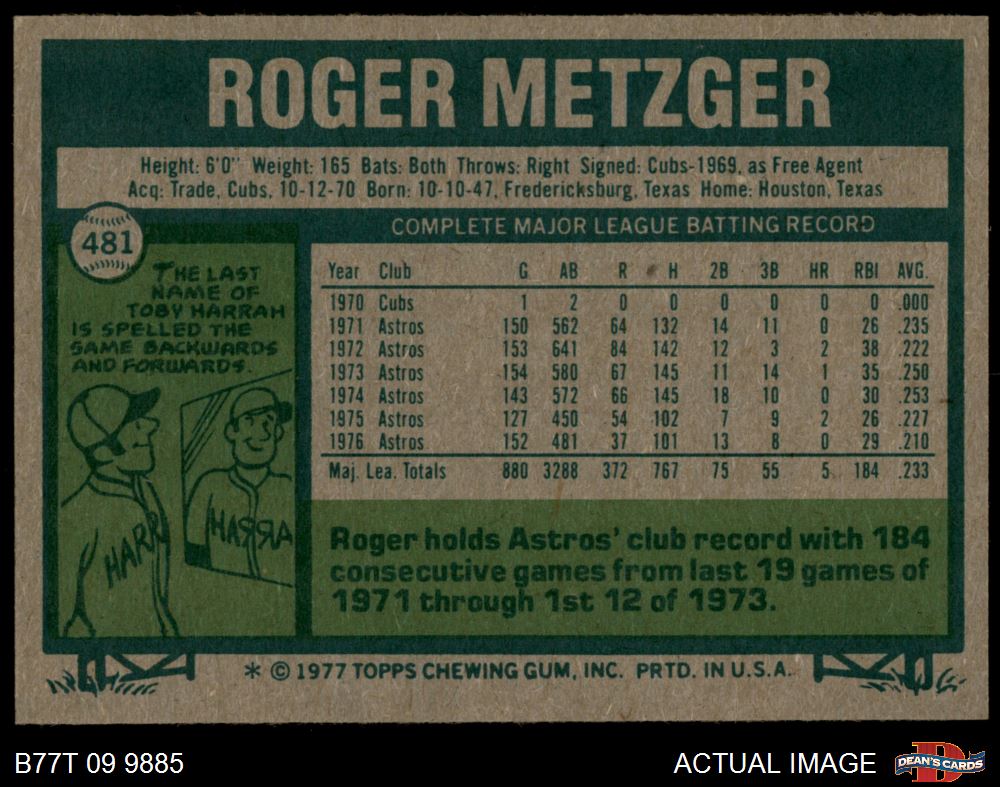 ROGER METZGER
Height: 6'0" Weight: 165 Bats: Both Throws: Right Signed: Cubs-1969, as Free Agent
Acq: Trade, Cubs, 10-12-70 Born: 10-10-47, Fredericksburg, Texas Home: Houston, Texas
481
THE LAST
NAME OF
TOBY HARRAH
IS SPELLED THE
SAME BACKWARDS
AND FORWARDS.
HARR
HARRA
COMPLETE MAJOR LEAGUE BATTING RECORD
Year Club G AB R H 2B 3B HR RBI AVG.
1970 Cubs 1 2 0 0 0 0 0 0 .000
1971 Astros 150 562 64 132 14 11 0 26 .235
1972 Astros 153 641 84 142 12 3 2 38 .222
1973 Astros 154 580 67 145 11 14 1 35 .250
1974 Astros 143 572 66 145 18 10 0 30 .253
1975 Astros 127 450 54 102 7 9 2 26 .227
1976 Astros 152 481 37 101 13 8 0 29 .210
Maj. Lea. Totals 880 3288 372 767 75 55 5 184 .233
Roger holds Astros' club record with 184
consecutive games from last 19 games of
1971 through 1st 12 of 1973.
* © 1977 TOPPS CHEWING GUM, INC. PRTD. IN U.S.A.
B77T 09 9885
ACTUAL IMAGE
DEAN'S CARDS